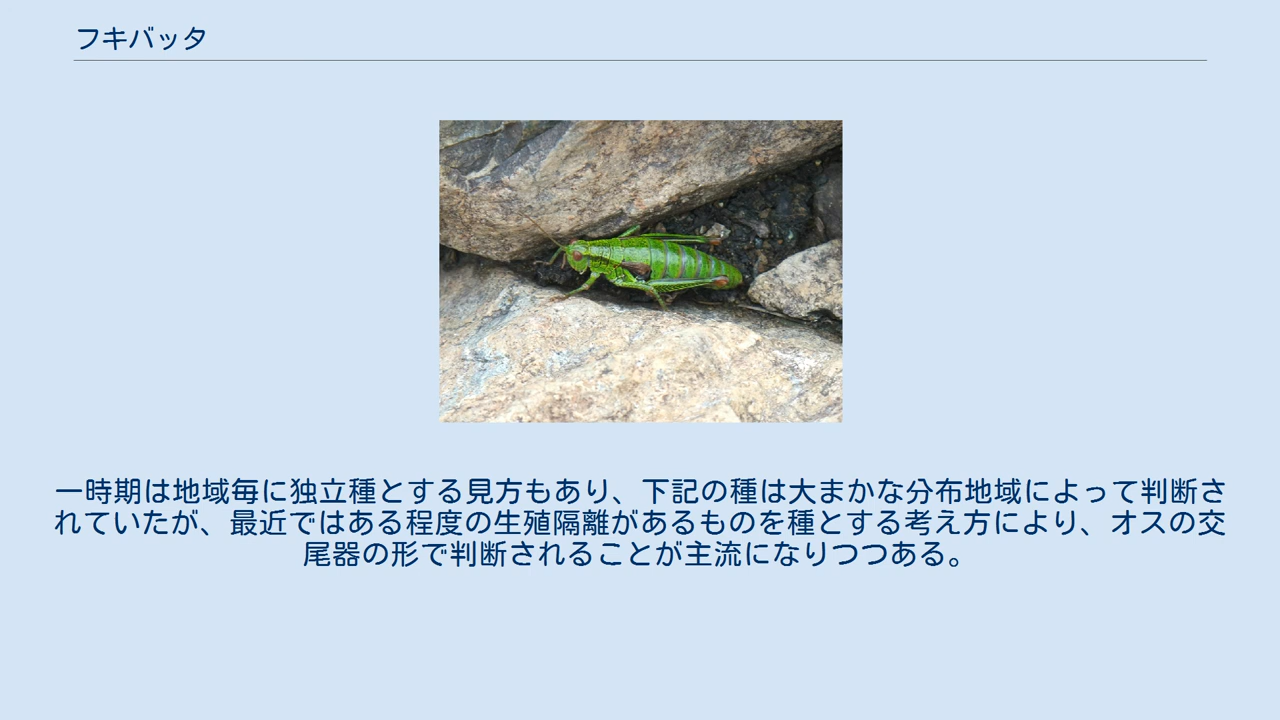 フキバッタ
一時期は地域毎に独立種とする見方もあり、下記の種は大まかな分布地域によって判断さ
れていたが、最近ではある程度の生殖隔離があるものを種とする考え方により、オスの交
尾器の形で判断されることが主流になりつつある。